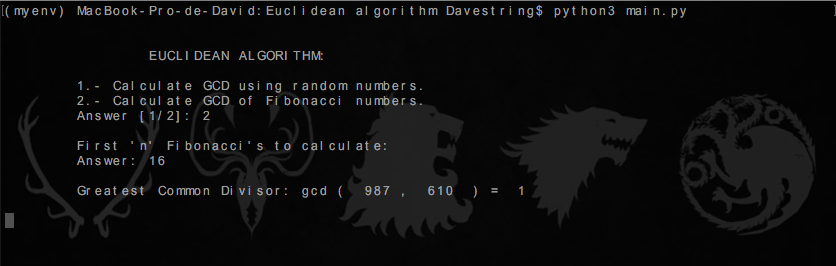 (myenv) MacBook-Pro-de-David:Euclidean algorithm Davestring$ python3 main.py
EUCLIDEAN ALGORITHM:
1.- Calculate GCD using random numbers.
2.- Calculate GCD of Fibonacci numbers.
Answer [1/2]: 2
First 'n' Fibonacci's to calculate:
Answer: 16
Greatest Common Divisor: gcd ( 987 , 610 ) = 1